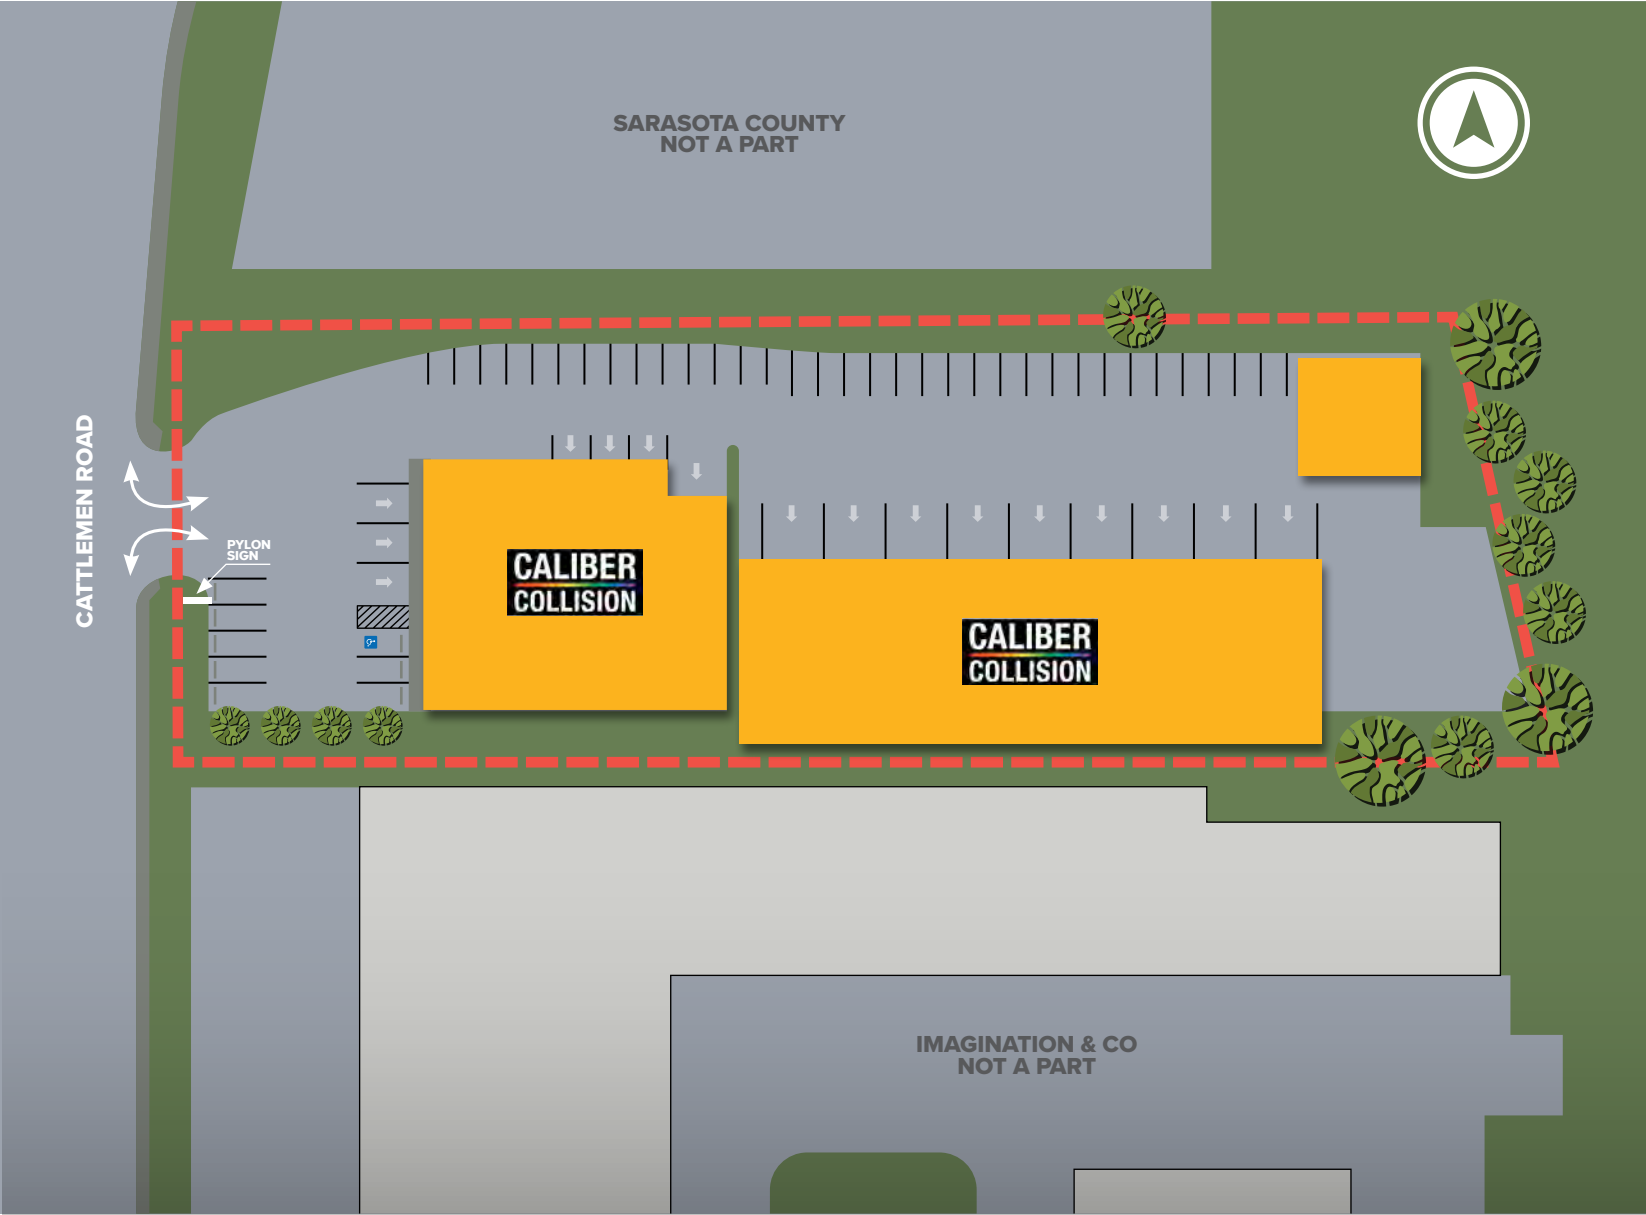 SARASOTA COUNTY
NOT A PART
CATTLEMEN ROAD
PYLON
SIGN
CALIBER
COLLISION
CALIBER
COLLISION
IMAGINATION & CO
NOT A PART